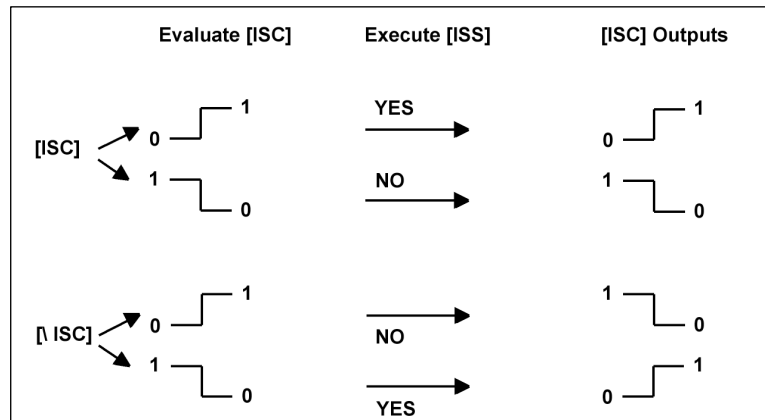 Evaluate [ISC] Execute [ISS] [ISC] Outputs
1 YES 1
[ISC] 0 0
1 NO 1
0 0
1 1
[\ ISC] 0 NO 0
1 1
0 YES 0